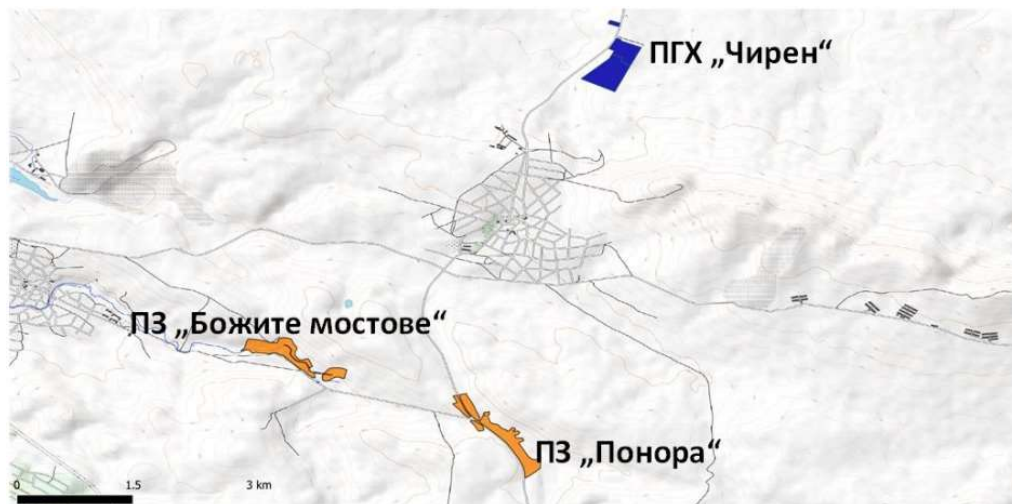 ПГХ „Чирен“
ПЗ „Божите мостове“
ПЗ „Понора“
0 1.5 3 km